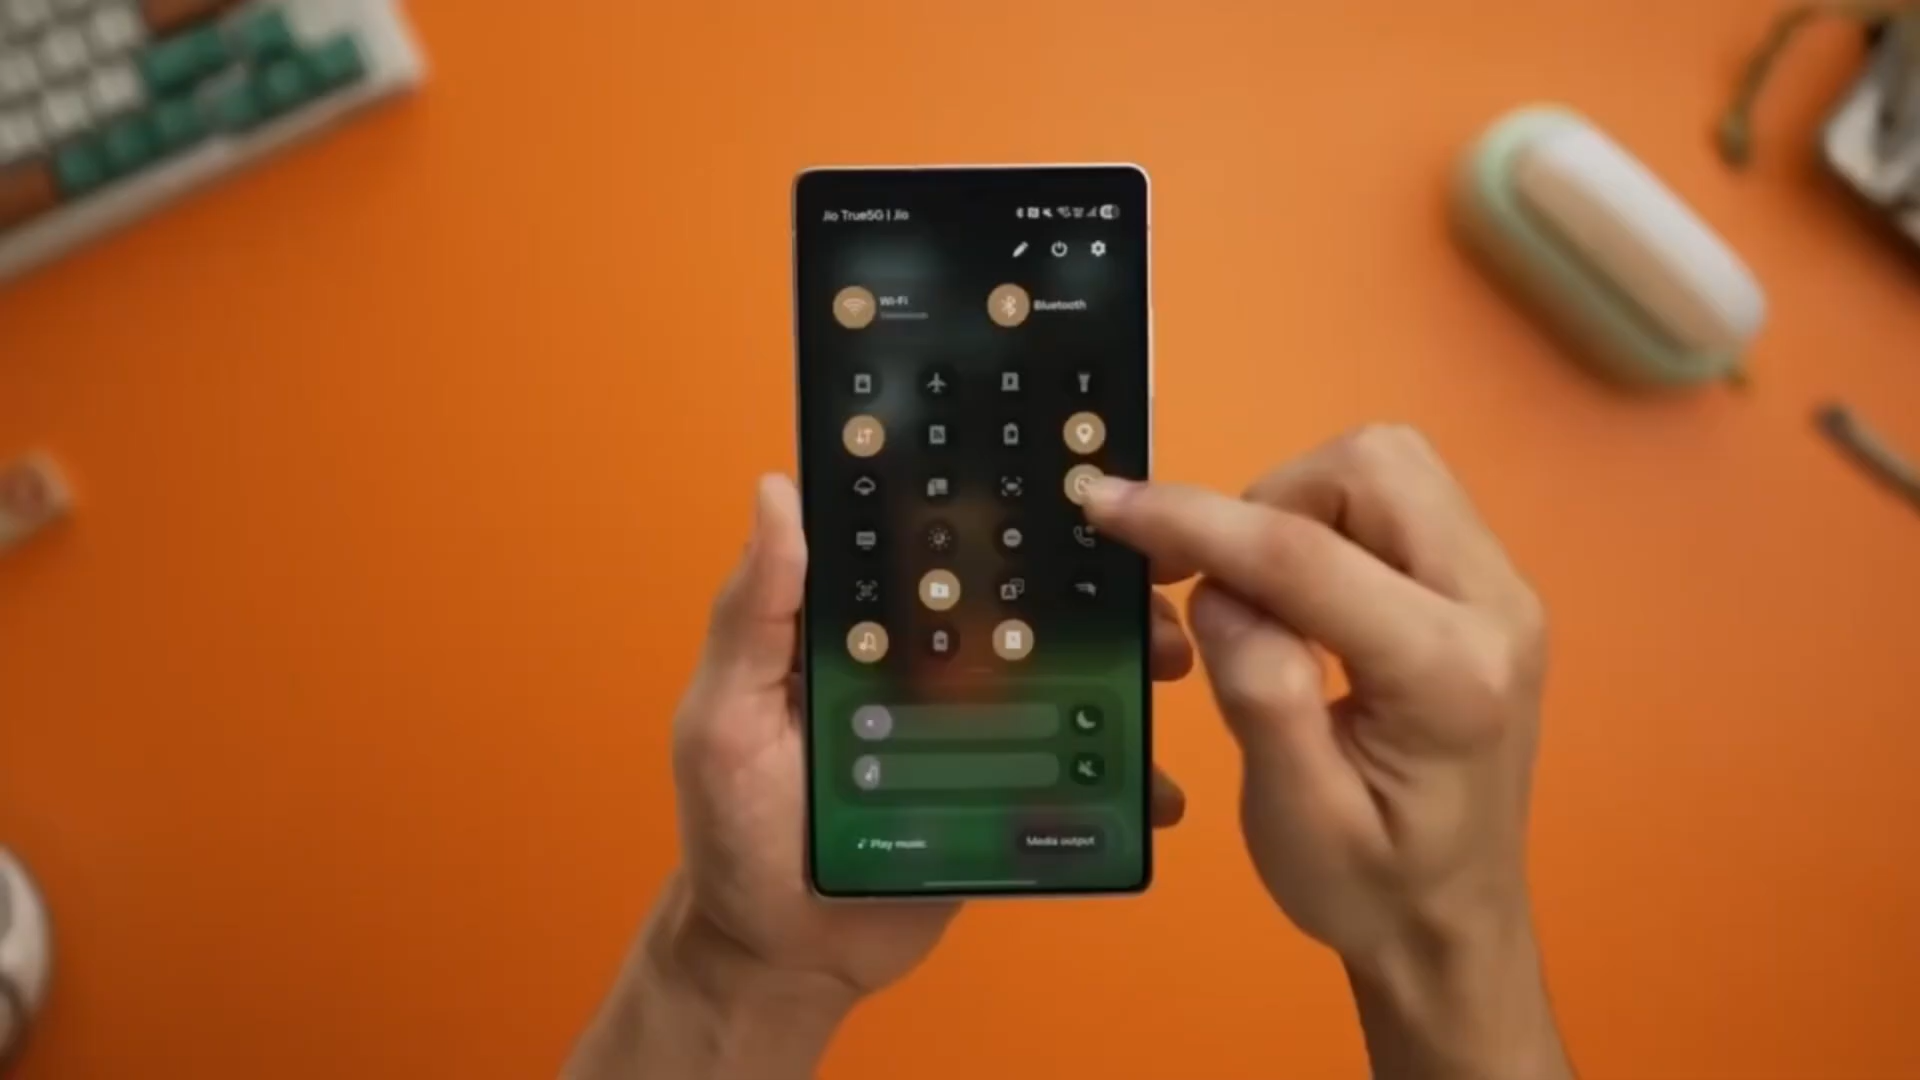 Jio True5G | Jio
Wi-Fi
Bluetooth
Play music
Media output